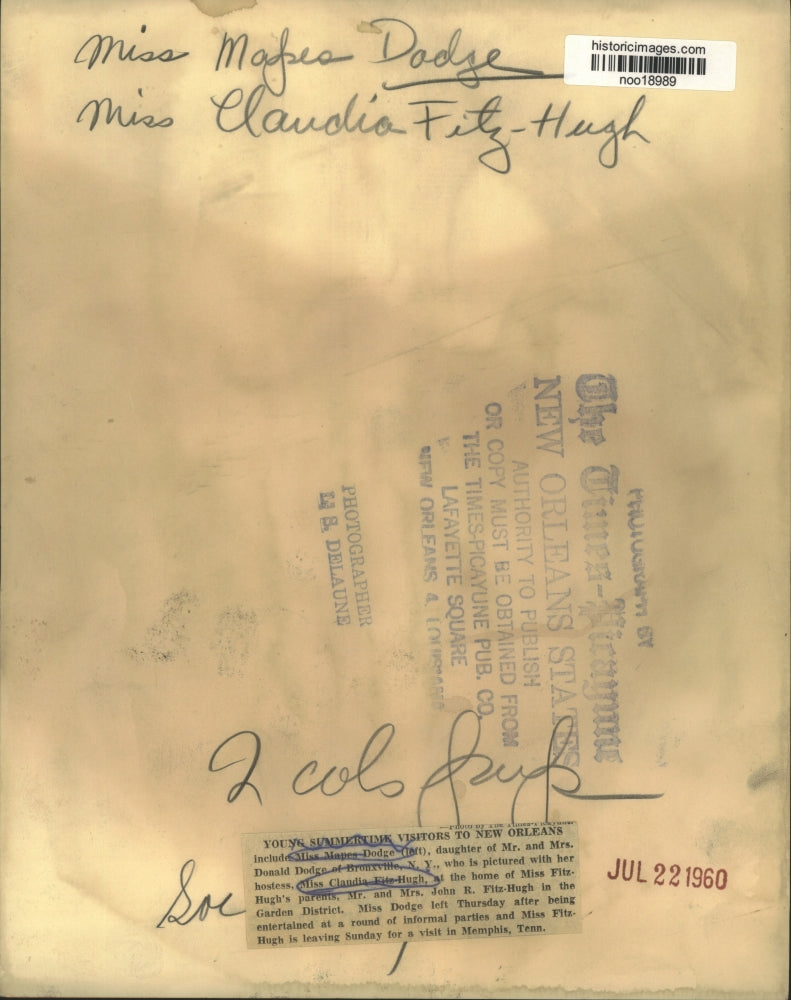 Miss Mapes Dodge
historicimages.com
noo18989
Miss Claudia Fitz-Hugh
PHOTOGRAPH BY
The Times-Picayune
NEW ORLEANS STATES
AUTHORITY TO PUBLISH
OR COPY MUST BE OBTAINED FROM
THE TIMES-PICAYUNE PUB. CO.
LAFAYETTE SQUARE
NEW ORLEANS 4, LOUISIANA
PHOTOGRAPHER
DELAUNE
2 cols
Soc
—Photo by The Times-Picayune
YOUNG SUMMERTIME VISITORS TO NEW ORLEANS
include Miss Mapes Dodge (left), daughter of Mr. and Mrs.
Donald Dodge of Bronxville, N. Y., who is pictured with her
hostess, Miss Claudia Fitz-Hugh, at the home of Miss Fitz-
Hugh's parents, Mr. and Mrs. John R. Fitz-Hugh in the
Garden District. Miss Dodge left Thursday after being
entertained at a round of informal parties and Miss Fitz-
Hugh is leaving Sunday for a visit in Memphis, Tenn.
JUL 22 1960